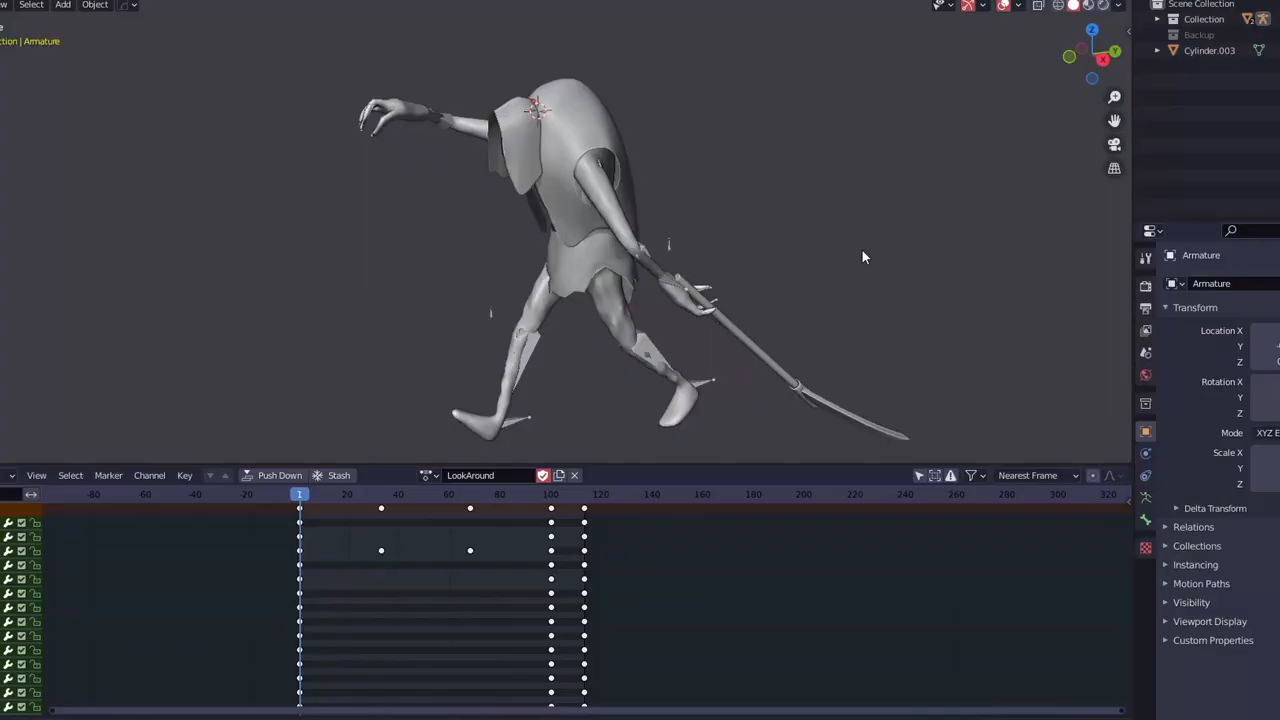 Select Add Object
Scene Collection
Collection
2
Backup
Cylinder.003
ction | Armature
Z
Y
X
Armature
Armature
Transform
Location X
Y
Z
Rotation X
Y
Z
Mode XYZ E
Scale X
Y
Z
Delta Transform
Relations
Collections
Instancing
Motion Paths
Visibility
Viewport Display
Custom Properties
View Select Marker Channel Key Push Down Stash LookAround Nearest Frame
-80 -60 -40 -20 1 20 40 60 80 100 120 140 160 180 200 220 240 260 280 300 320